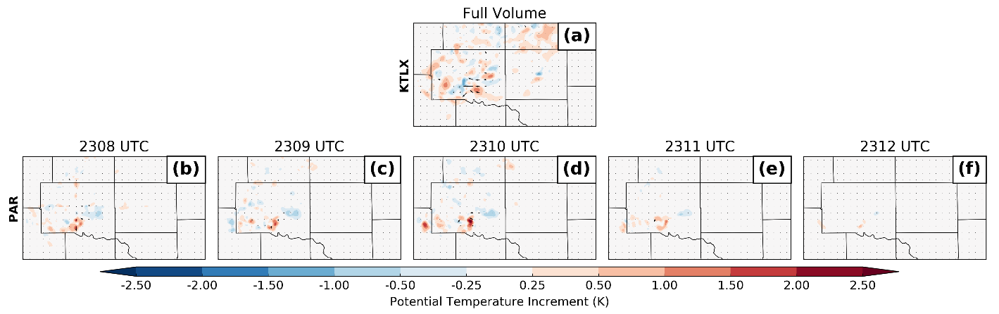 Full Volume
(a)
KTLX
2308 UTC
2309 UTC
2310 UTC
2311 UTC
2312 UTC
(b)
(c)
(d)
(e)
(f)
PAR
-2.50 -2.00 -1.50 -1.00 -0.50 -0.25 0.25 0.50 1.00 1.50 2.00 2.50
Potential Temperature Increment (K)